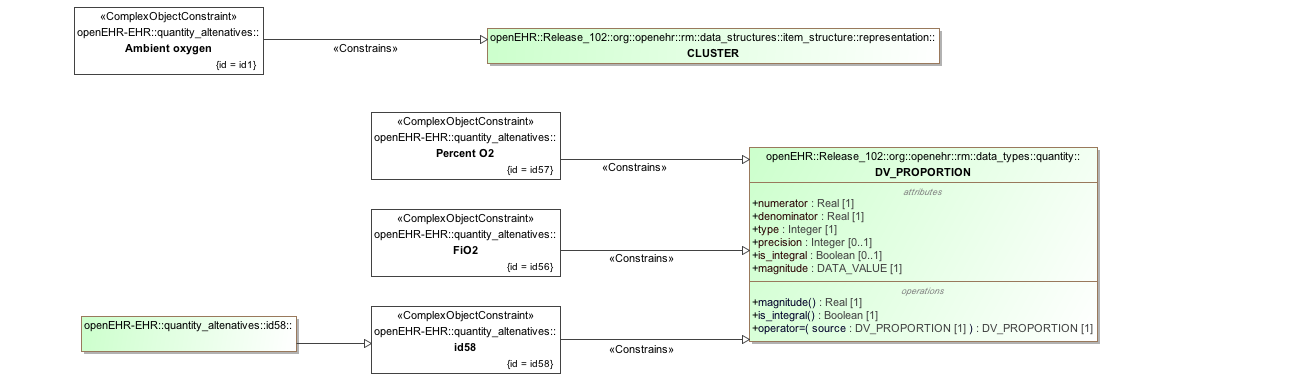 «ComplexObjectConstraint»
openEHR-EHR::quantity_altenatives::
Ambient oxygen
{id = id1}
«Constrains»
openEHR::Release_102::org::openehr::rm::data_structures::item_structure::representation::
CLUSTER
«ComplexObjectConstraint»
openEHR-EHR::quantity_altenatives::
Percent O2
{id = id57}
«Constrains»
«ComplexObjectConstraint»
openEHR-EHR::quantity_altenatives::
FiO2
{id = id56}
«Constrains»
openEHR-EHR::quantity_altenatives::id58::
«ComplexObjectConstraint»
openEHR-EHR::quantity_altenatives::
id58
{id = id58}
«Constrains»
openEHR::Release_102::org::openehr::rm::data_types::quantity::
DV_PROPORTION
attributes
+numerator : Real [1]
+denominator : Real [1]
+type : Integer [1]
+precision : Integer [0..1]
+is_integral : Boolean [0..1]
+magnitude : DATA_VALUE [1]
operations
+magnitude() : Real [1]
+is_integral() : Boolean [1]
+operator=( source : DV_PROPORTION [1] ) : DV_PROPORTION [1]